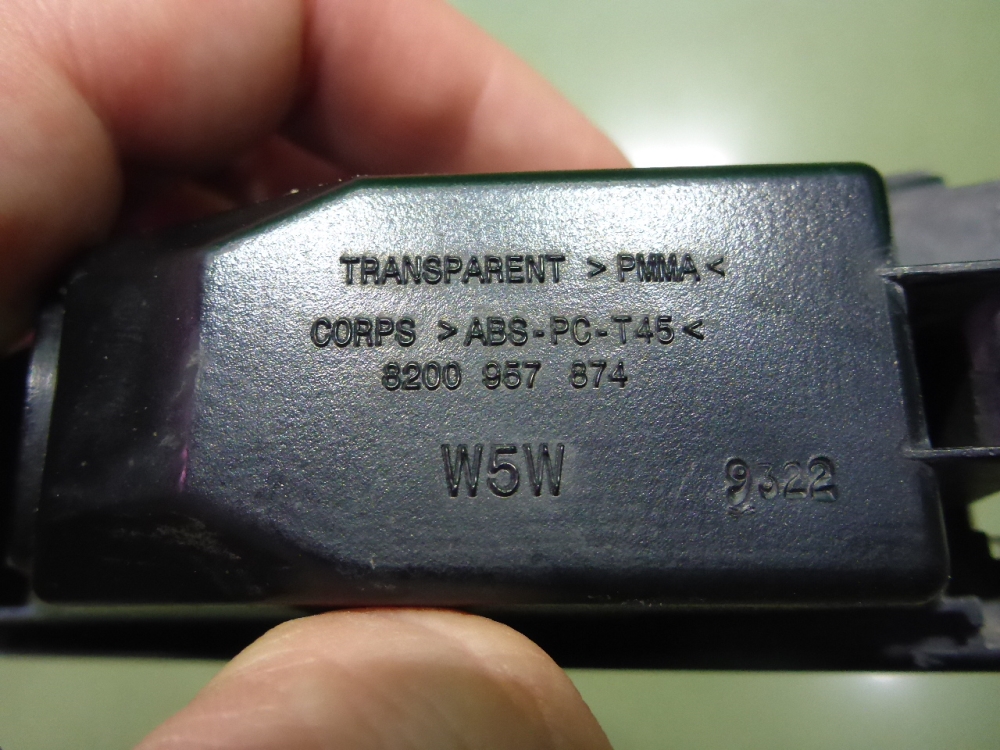 TRANSPARENT >PMMA<
CORPS >ABS-PC-T45<
8200 957 874
W5W
9322